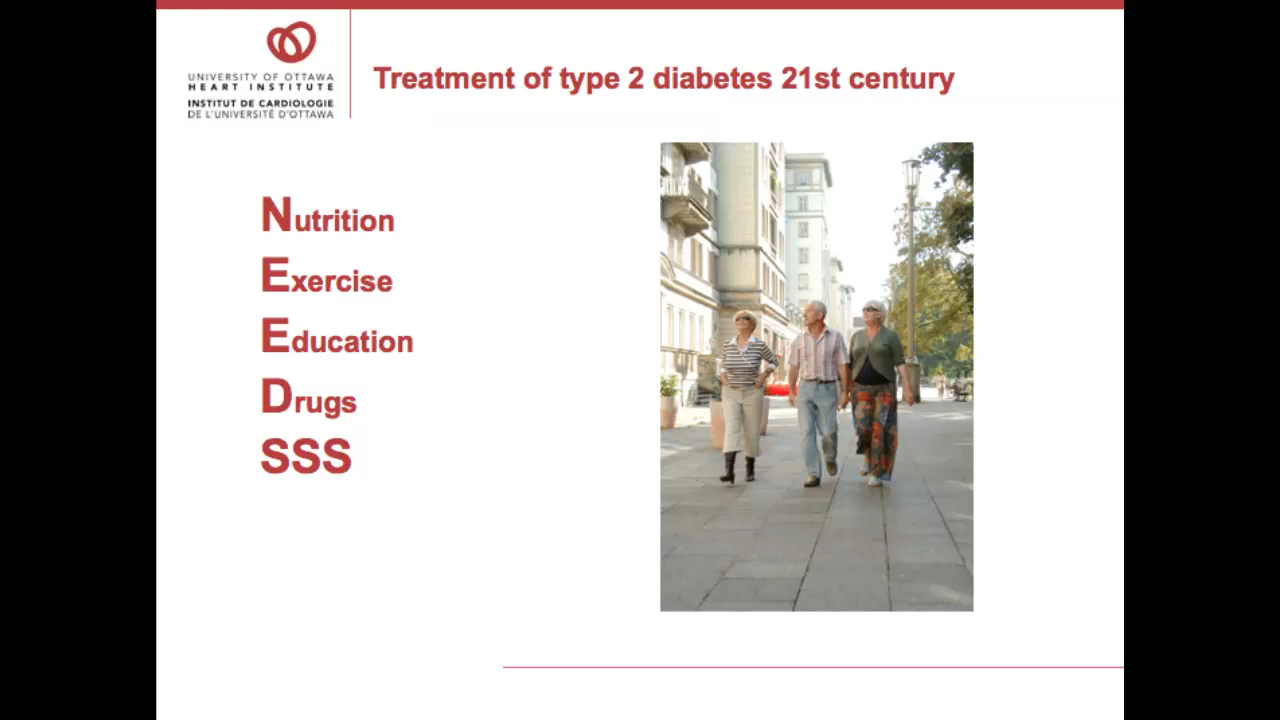 UNIVERSITY OF OTTAWA
HEART INSTITUTE
INSTITUT DE CARDIOLOGIE
DE L'UNIVERSITÉ D'OTTAWA
Treatment of type 2 diabetes 21st century
Nutrition
Exercise
Education
Drugs
SSS